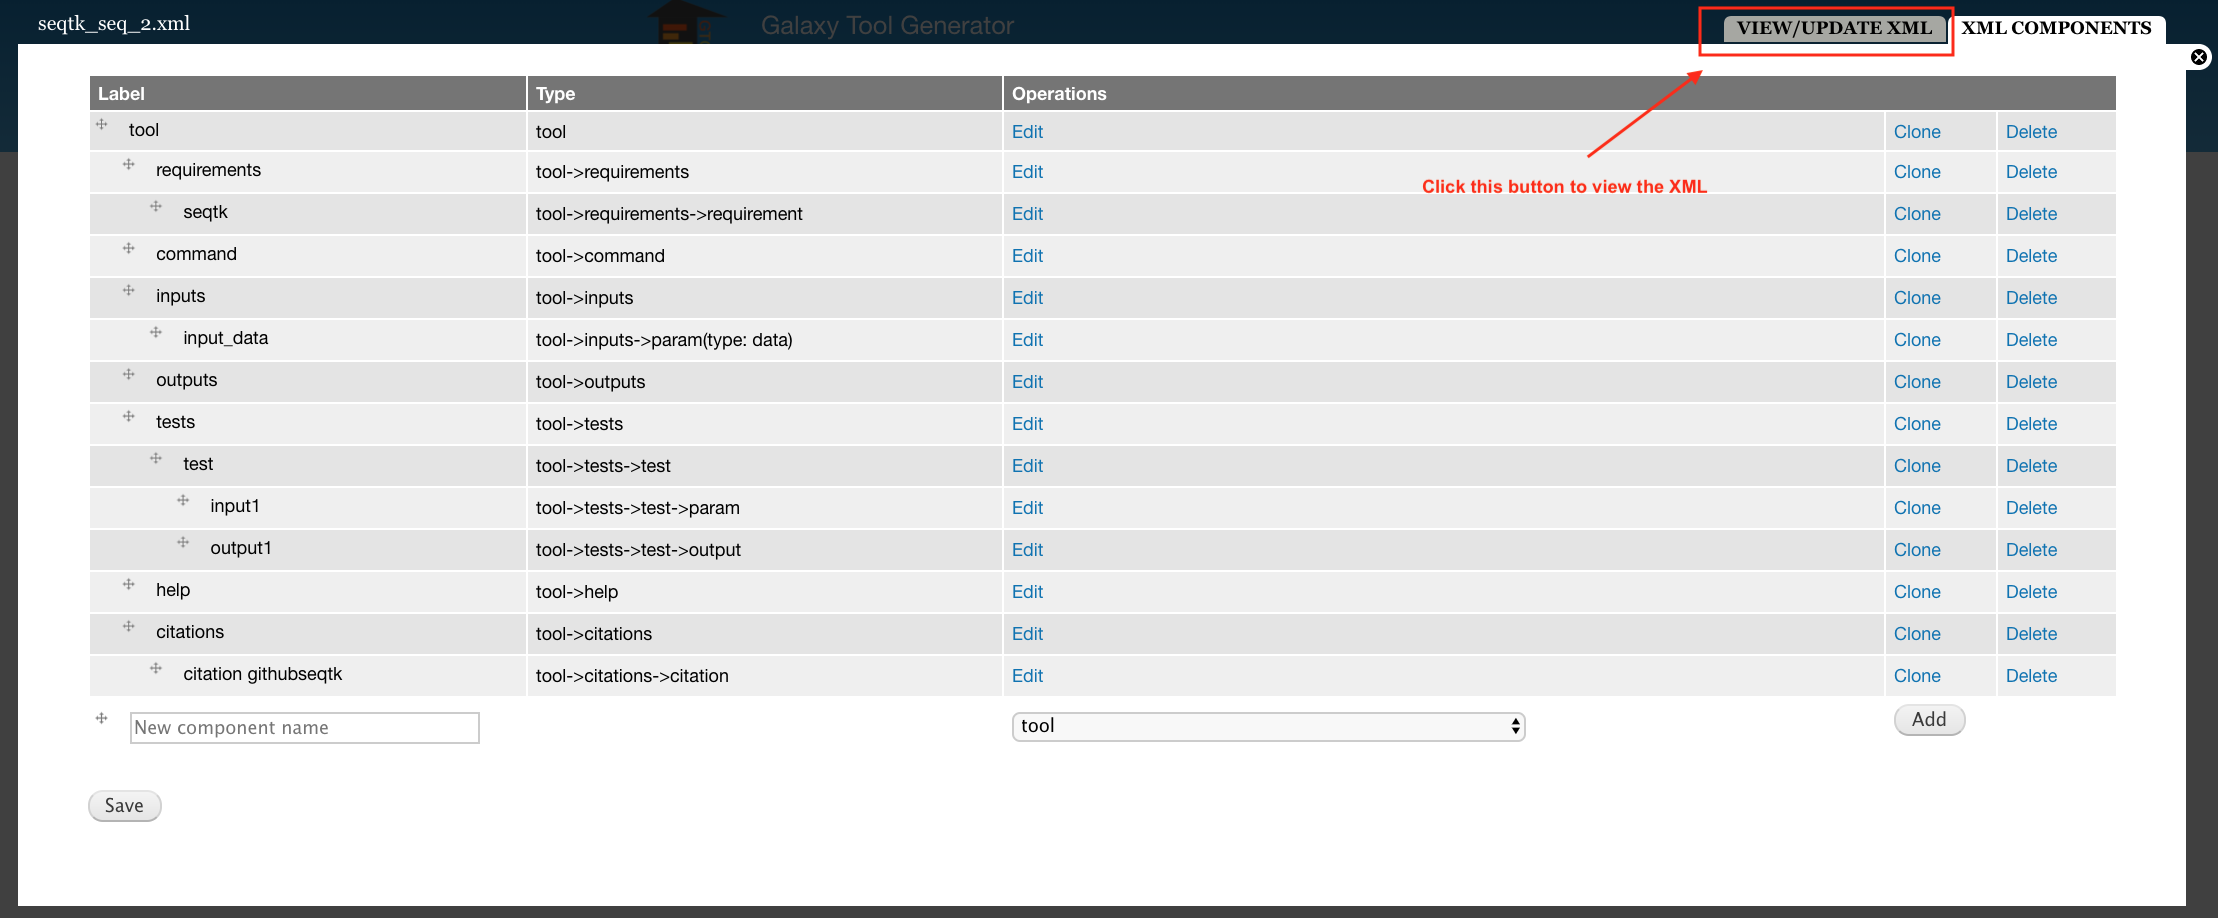 seqtk_seq_2.xml
Galaxy Tool Generator
VIEW/UPDATE XML
XML COMPONENTS
Label Type Operations
tool tool Edit Clone Delete
requirements tool->requirements Edit Clone Delete
Click this button to view the XML
seqtk tool->requirements->requirement Edit Clone Delete
command tool->command Edit Clone Delete
inputs tool->inputs Edit Clone Delete
input_data tool->inputs->param(type: data) Edit Clone Delete
outputs tool->outputs Edit Clone Delete
tests tool->tests Edit Clone Delete
test tool->tests->test Edit Clone Delete
input1 tool->tests->test->param Edit Clone Delete
output1 tool->tests->test->output Edit Clone Delete
help tool->help Edit Clone Delete
citations tool->citations Edit Clone Delete
citation githubseqtk tool->citations->citation Edit Clone Delete
New component name tool Add
Save